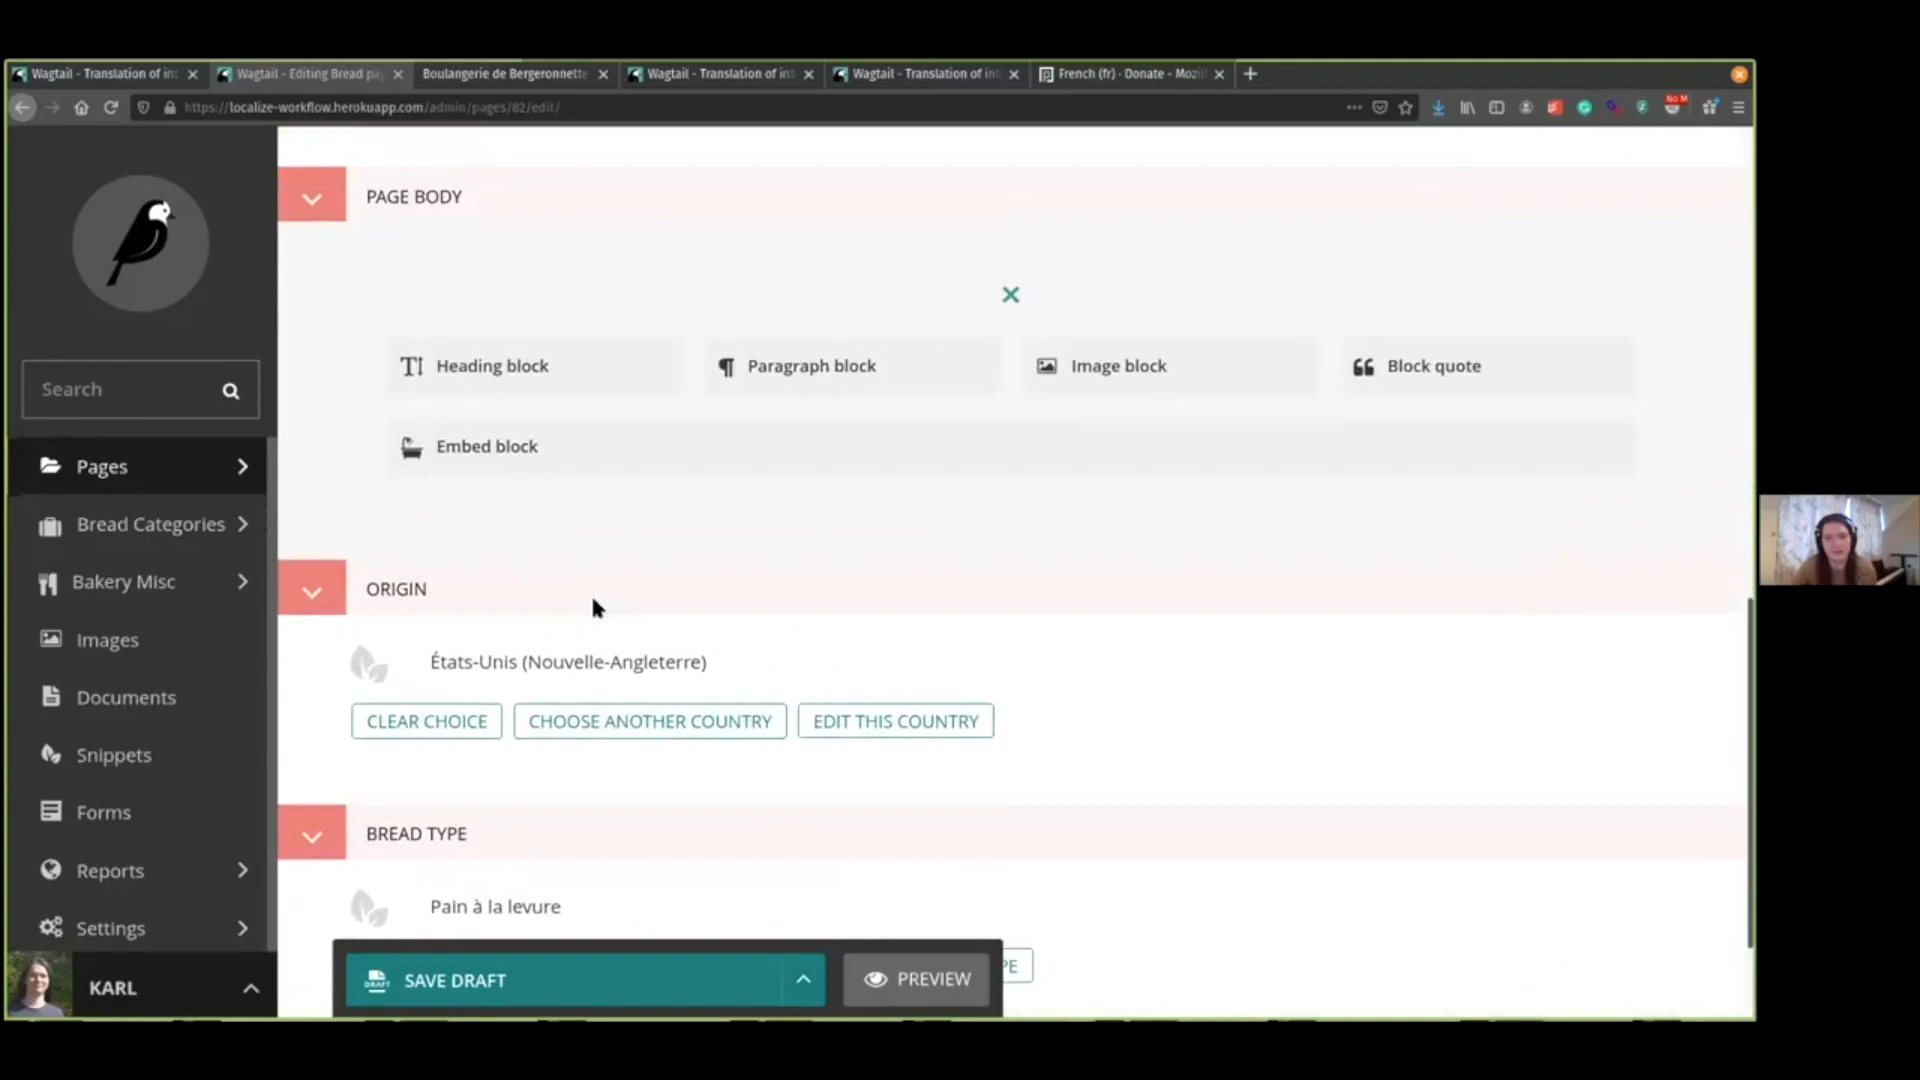 Wagtail - Translation of int
Wagtail - Editing Bread pa
Boulangerie de Bergeronnette
Wagtail - Translation of int
Wagtail - Translation of int
French (fr) · Donate - Mozil
https://localize-workflow.herokuapp.com/admin/pages/82/edit/
No M
PAGE BODY
Heading block
Paragraph block
Image block
Block quote
Embed block
Search
Pages
Bread Categories
Bakery Misc
Images
Documents
Snippets
Forms
Reports
Settings
KARL
ORIGIN
États-Unis (Nouvelle-Angleterre)
CLEAR CHOICE
CHOOSE ANOTHER COUNTRY
EDIT THIS COUNTRY
BREAD TYPE
Pain à la levure
PE
DRAFT
SAVE DRAFT
PREVIEW